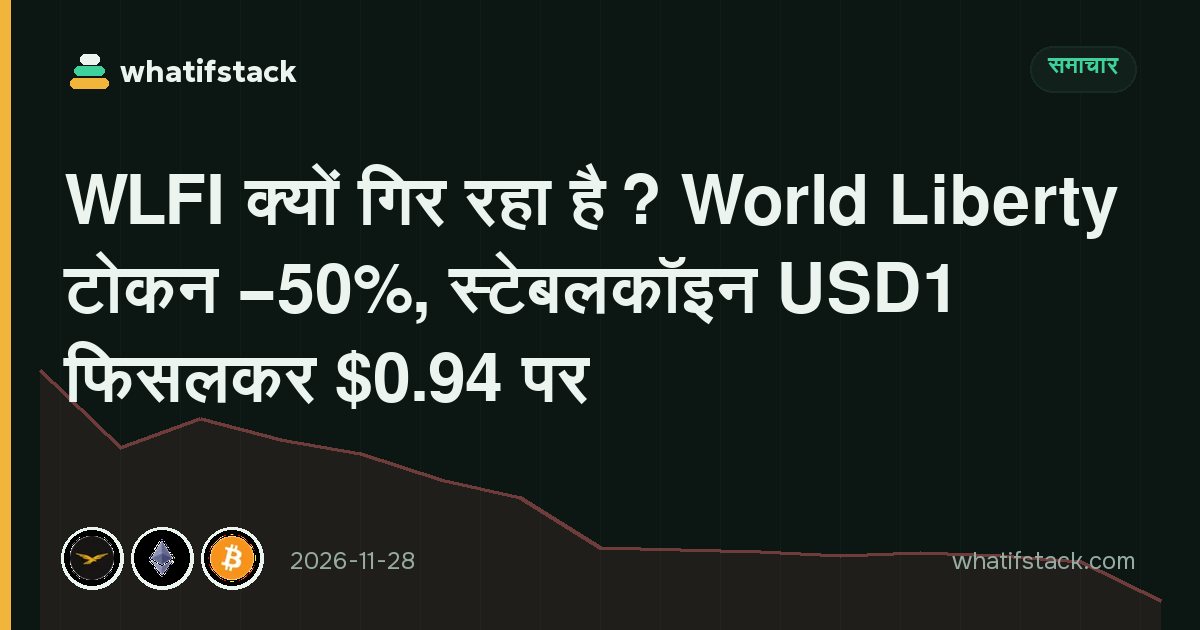 whatifstack
समाचार
WLFI क्यों गिर रहा है ? World Liberty
टोकन −50%, स्टेबलकॉइन USD1
फिसलकर $0.94 पर
2026-11-28
whatifstack.com